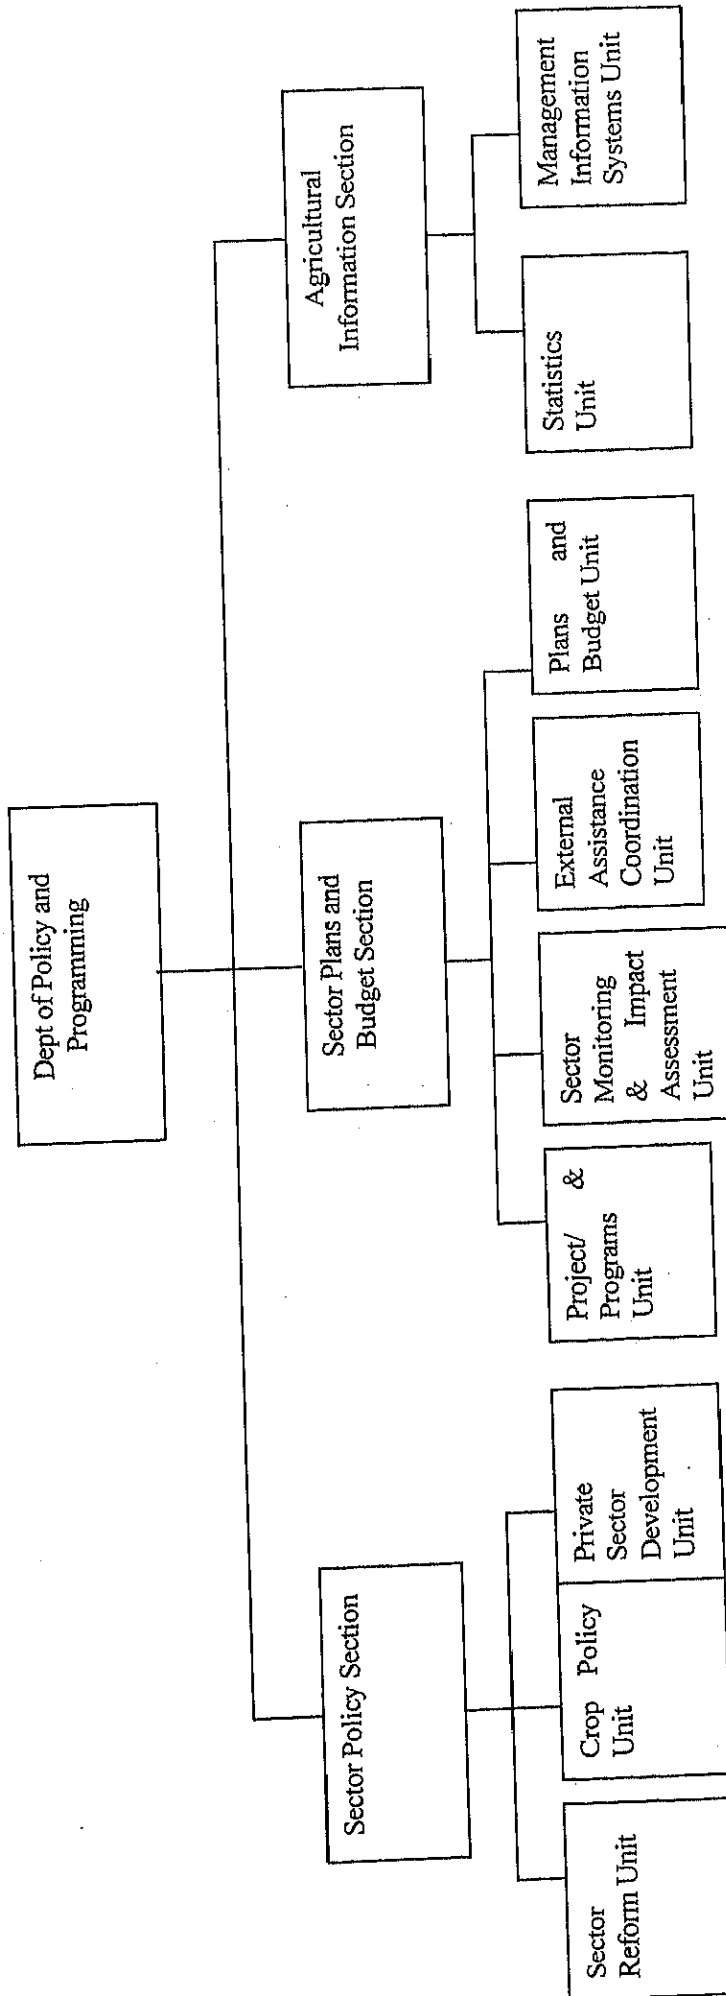 Dept of Policy and
Programming
Sector Policy Section
Sector Plans and
Budget Section
Agricultural
Information Section
Sector
Reform Unit
Crop Policy
Unit
Private
Sector
Development
Unit
Project/ &
Programs
Unit
Sector
Monitoring
& Impact
Assessment
Unit
External
Assistance
Coordination
Unit
Plans and
Budget Unit
Statistics
Unit
Management
Information
Systems Unit